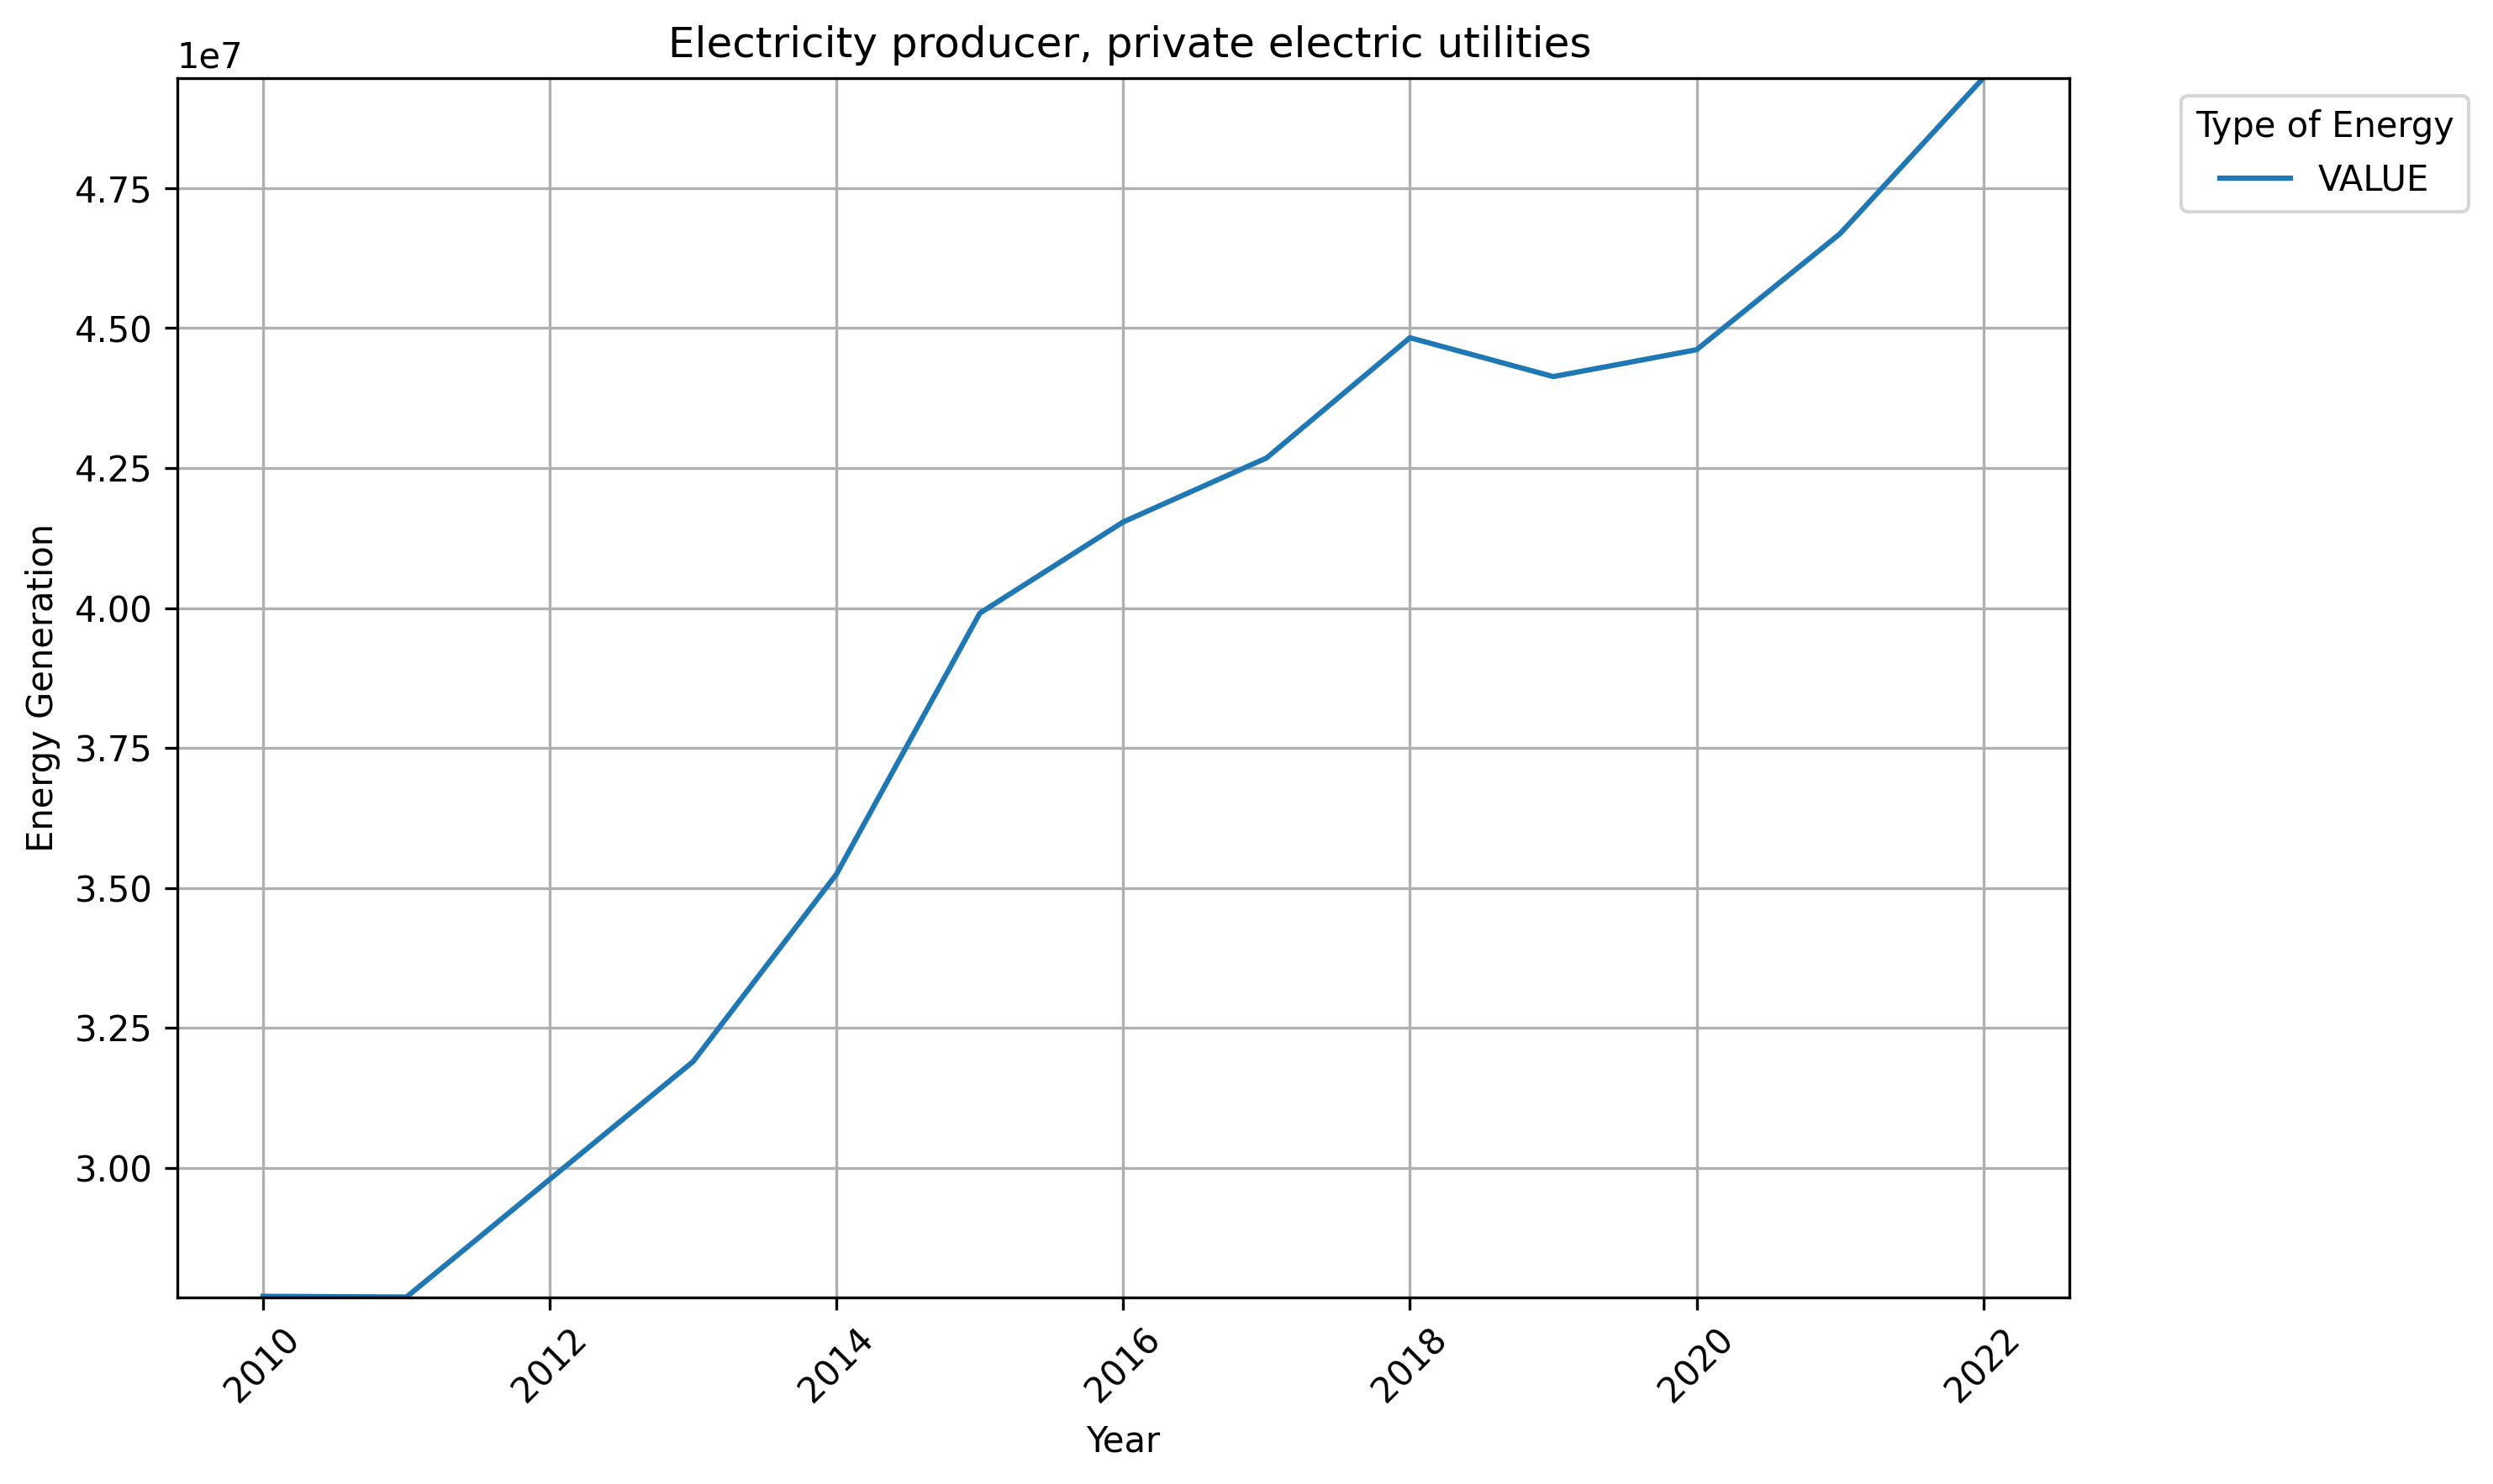 Electricity producer, private electric utilities
1e7
Type of Energy
VALUE
4.75
4.50
4.25
4.00
3.75
3.50
3.25
3.00
Energy Generation
2010
2012
2014
2016
2018
2020
2022
Year